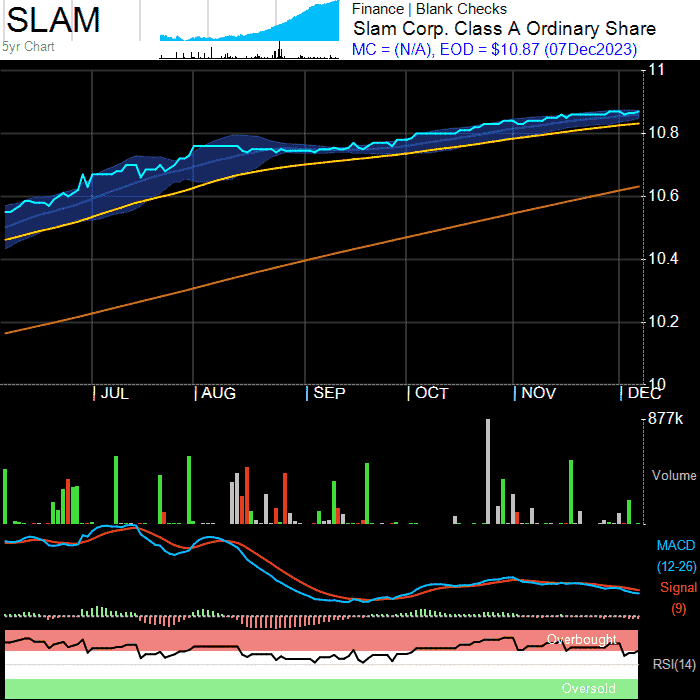 SLAM
5yr Chart
Finance | Blank Checks
Slam Corp. Class A Ordinary Share
MC = (N/A), EOD = $10.87 (07Dec2023)
11
10.8
10.6
10.4
10.2
10
| JUL | AUG | SEP | OCT | NOV | DEC
877k
Volume
MACD
(12-26)
Signal
(9)
Overbought
RSI(14)
Oversold